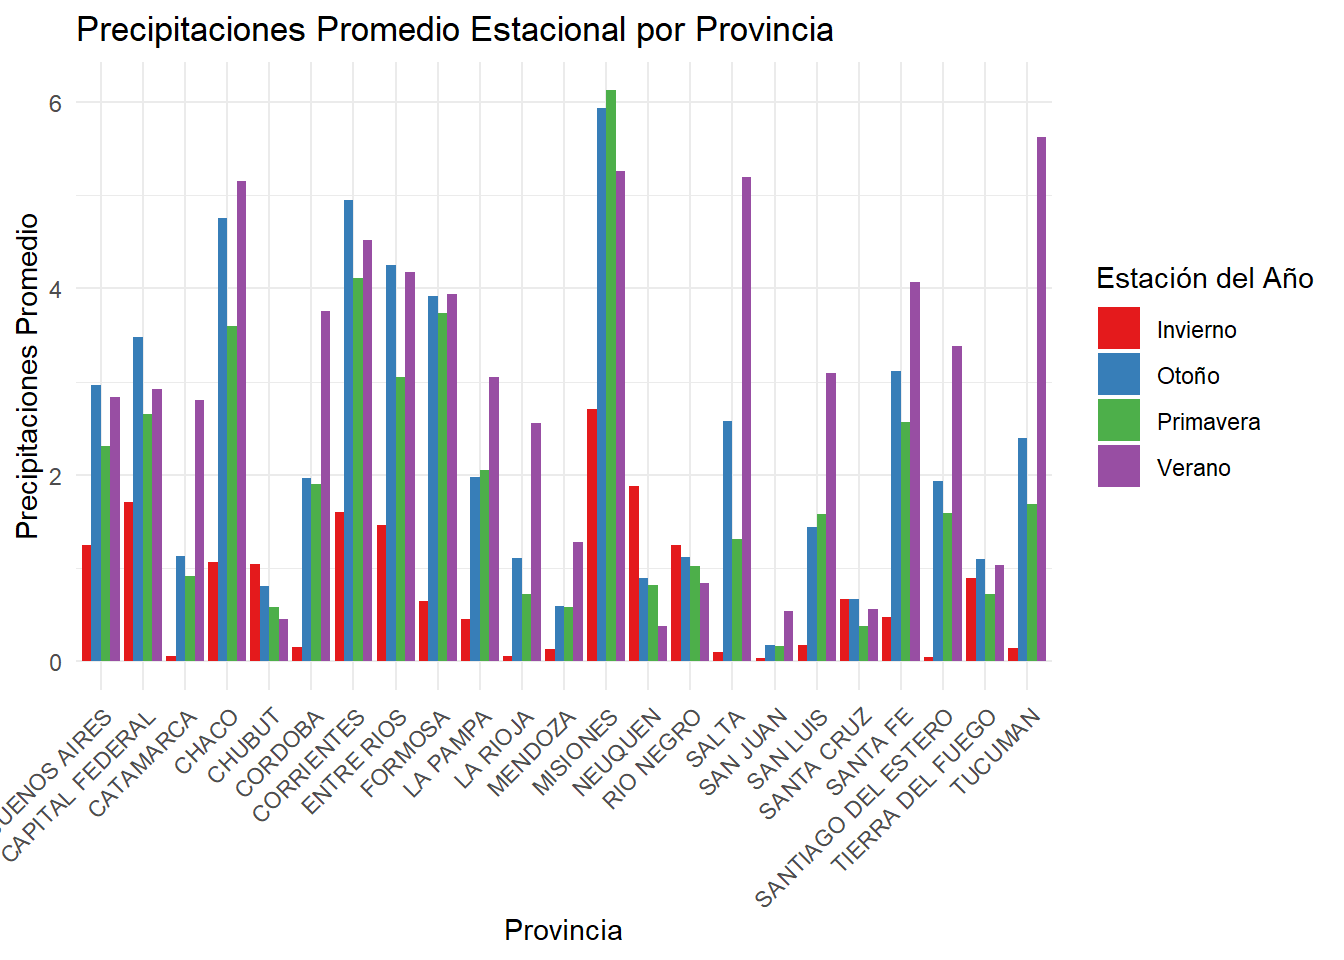 Precipitaciones Promedio Estacional por Provincia
Precipitaciones Promedio
6
4
2
0
BUENOS AIRES
CAPITAL FEDERAL
CATAMARCA
CHACO
CHUBUT
CORDOBA
CORRIENTES
ENTRE RIOS
FORMOSA
LA PAMPA
LA RIOJA
MENDOZA
MISIONES
NEUQUEN
RIO NEGRO
SALTA
SAN JUAN
SAN LUIS
SANTA CRUZ
SANTA FE
SANTIAGO DEL ESTERO
TIERRA DEL FUEGO
TUCUMAN
Provincia
Estación del Año
Invierno
Otoño
Primavera
Verano